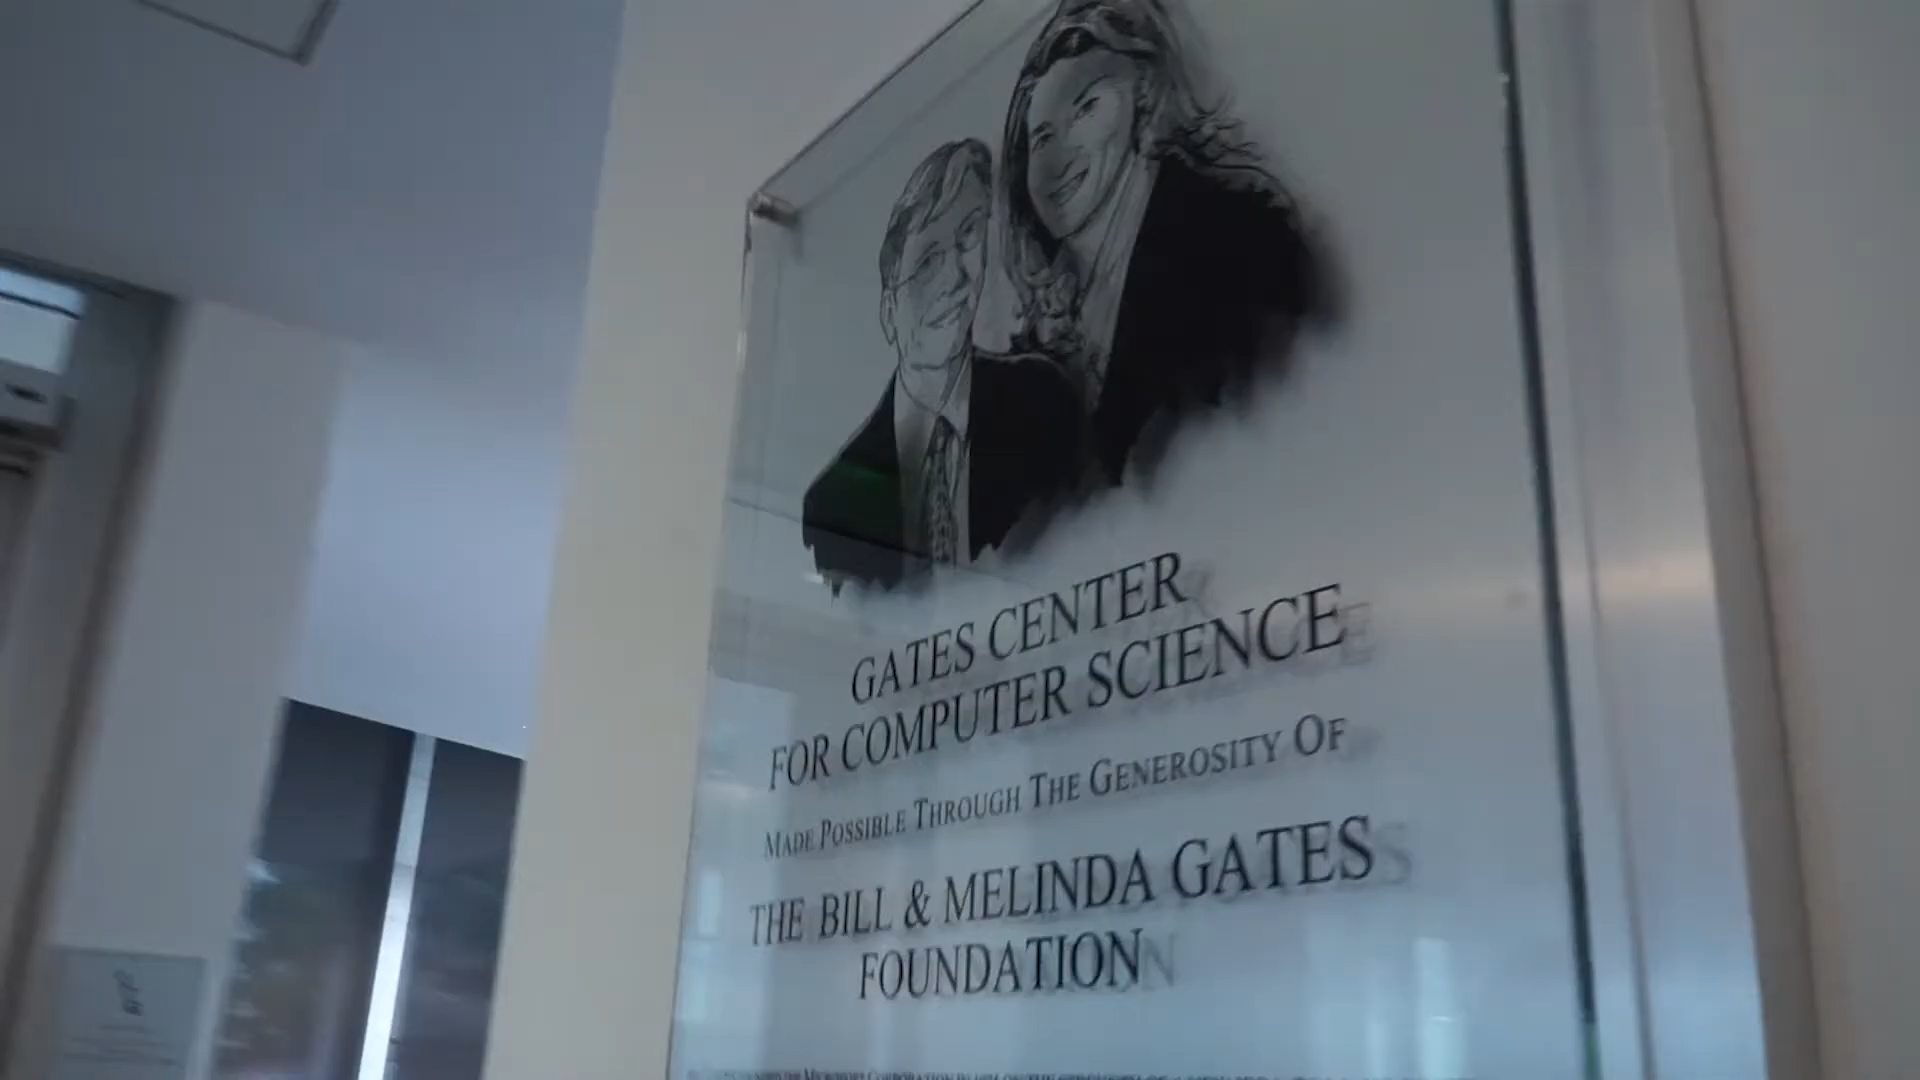 GATES CENTER
FOR COMPUTER SCIENCE
MADE POSSIBLE THROUGH THE GENEROSITY OF
THE BILL & MELINDA GATES
FOUNDATION